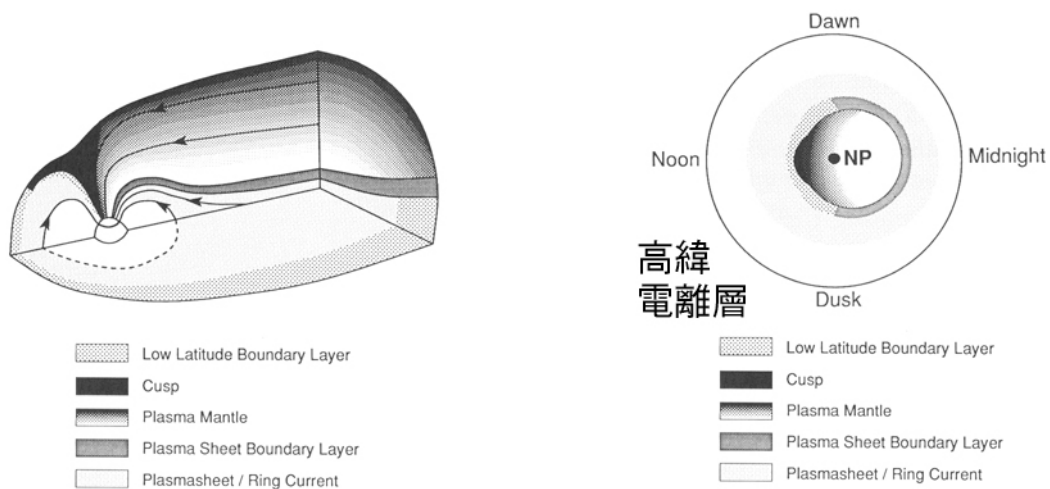 Low Latitude Boundary Layer
Cusp
Plasma Mantle
Plasma Sheet Boundary Layer
Plasmasheet / Ring Current
Dawn
Noon
NP
Midnight
高緯
電離層
Dusk
Low Latitude Boundary Layer
Cusp
Plasma Mantle
Plasma Sheet Boundary Layer
Plasmasheet / Ring Current